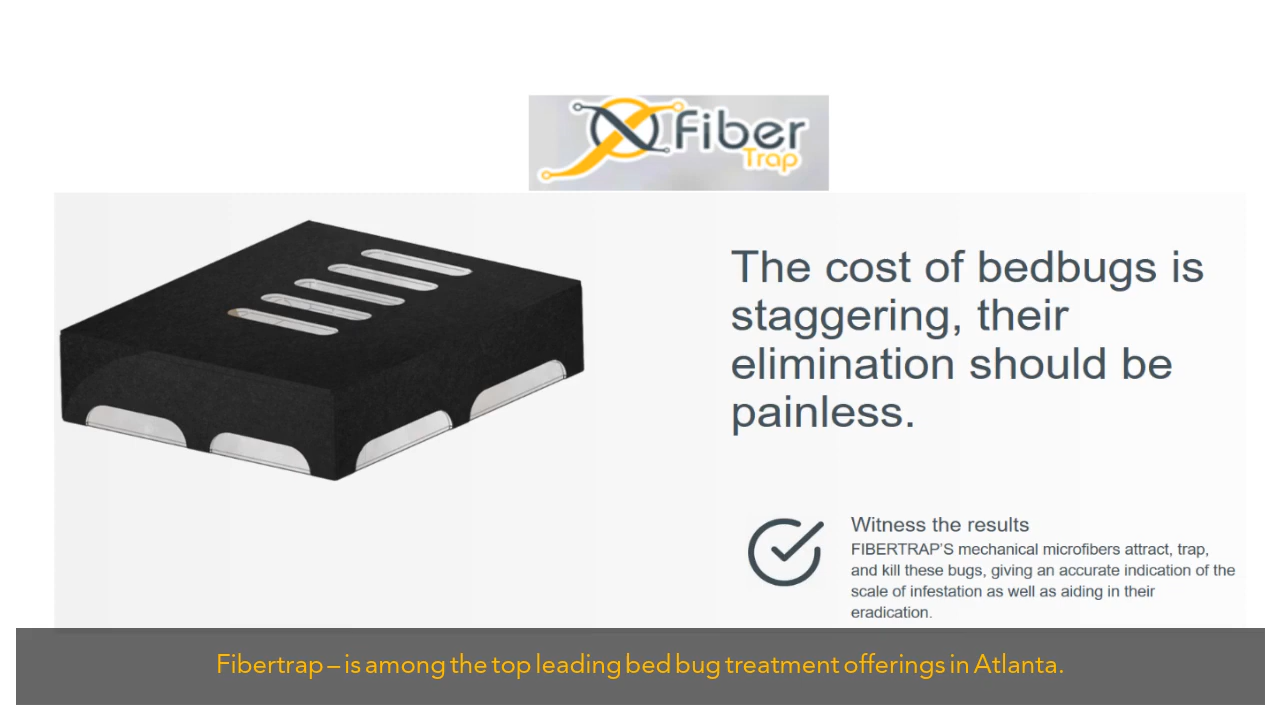 Fiber
Trap
The cost of bedbugs is
staggering, their
elimination should be
painless.
Witness the results
FIBERTRAP'S mechanical microfibers attract, trap,
and kill these bugs, giving an accurate indication of the
scale of infestation as well as aiding in their
eradication.
Fibertrap – is among the top leading bed bug treatment offerings in Atlanta.